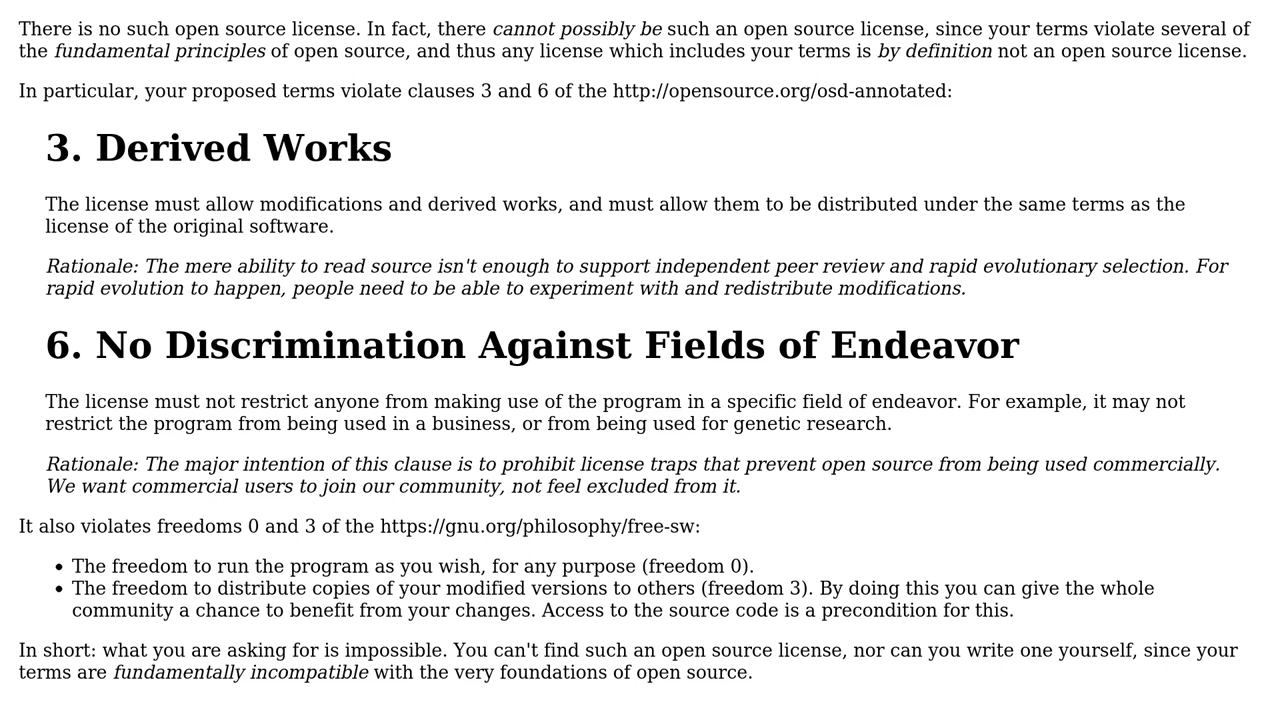 There is no such open source license. In fact, there cannot possibly be such an open source license, since your terms violate several of
the fundamental principles of open source, and thus any license which includes your terms is by definition not an open source license.
In particular, your proposed terms violate clauses 3 and 6 of the http://opensource.org/osd-annotated:
3. Derived Works
The license must allow modifications and derived works, and must allow them to be distributed under the same terms as the
license of the original software.
Rationale: The mere ability to read source isn't enough to support independent peer review and rapid evolutionary selection. For
rapid evolution to happen, people need to be able to experiment with and redistribute modifications.
6. No Discrimination Against Fields of Endeavor
The license must not restrict anyone from making use of the program in a specific field of endeavor. For example, it may not
restrict the program from being used in a business, or from being used for genetic research.
Rationale: The major intention of this clause is to prohibit license traps that prevent open source from being used commercially.
We want commercial users to join our community, not feel excluded from it.
It also violates freedoms 0 and 3 of the https://gnu.org/philosophy/free-sw:
• The freedom to run the program as you wish, for any purpose (freedom 0).
• The freedom to distribute copies of your modified versions to others (freedom 3). By doing this you can give the whole
community a chance to benefit from your changes. Access to the source code is a precondition for this.
In short: what you are asking for is impossible. You can't find such an open source license, nor can you write one yourself, since your
terms are fundamentally incompatible with the very foundations of open source.